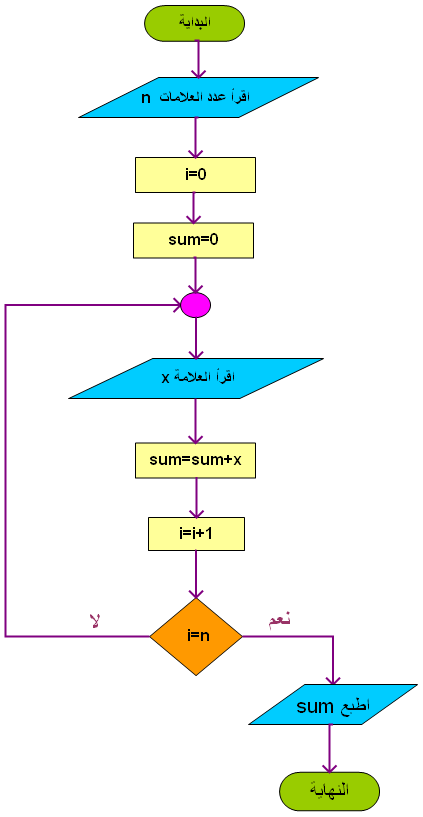 البداية
اقرأ عدد العلامات n
i=0
sum=0
اقرأ العلامة x
sum=sum+x
i=i+1
i=n
نعم
لا
اطبع sum
النهاية